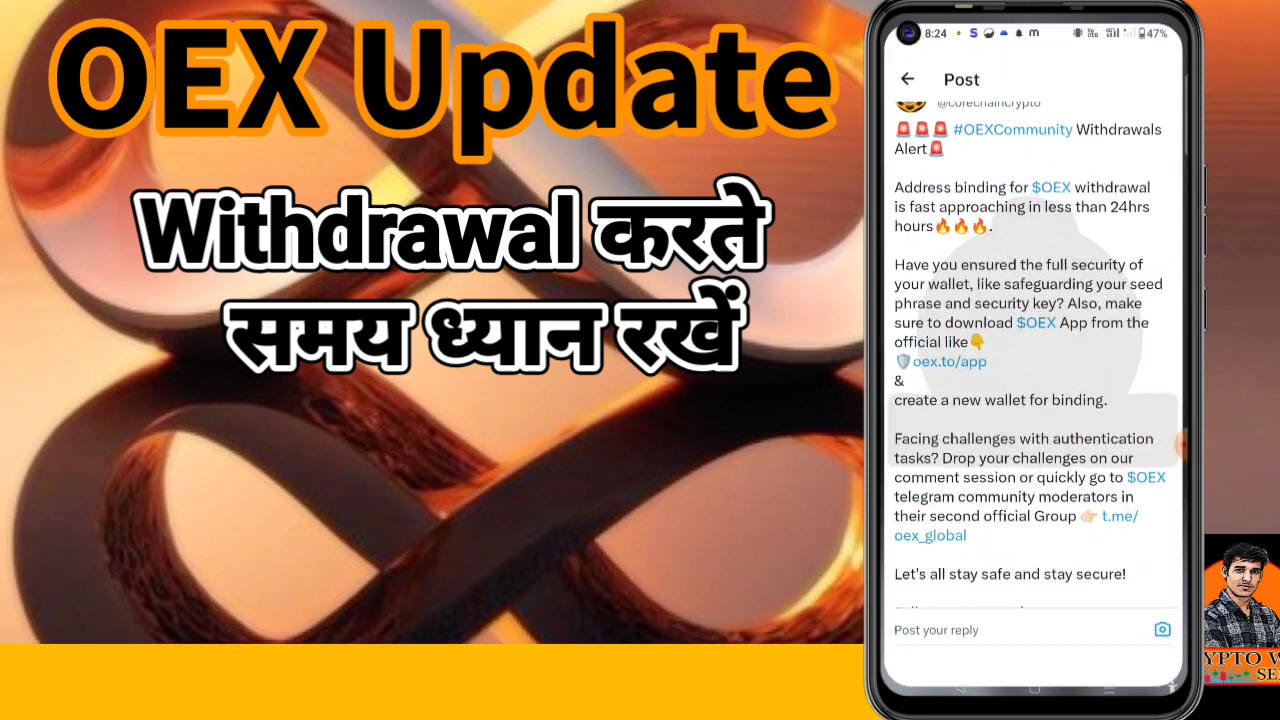 OEX Update
Withdrawal करते
समय ध्यान रखें
8:24
47%
Post
@corechaincrypto
🚨🚨🚨 #OEXCommunity Withdrawals
Alert🚨
Address binding for $OEX withdrawal
is fast approaching in less than 24hrs
hours🔥🔥🔥.
Have you ensured the full security of
your wallet, like safeguarding your seed
phrase and security key? Also, make
sure to download $OEX App from the
official like👇
🛡️oex.to/app
&
create a new wallet for binding.
Facing challenges with authentication
tasks? Drop your challenges on our
comment session or quickly go to $OEX
telegram community moderators in
their second official Group 👉🏻 t.me/
oex_global
Let's all stay safe and stay secure!
Post your reply
YPTO W
SE